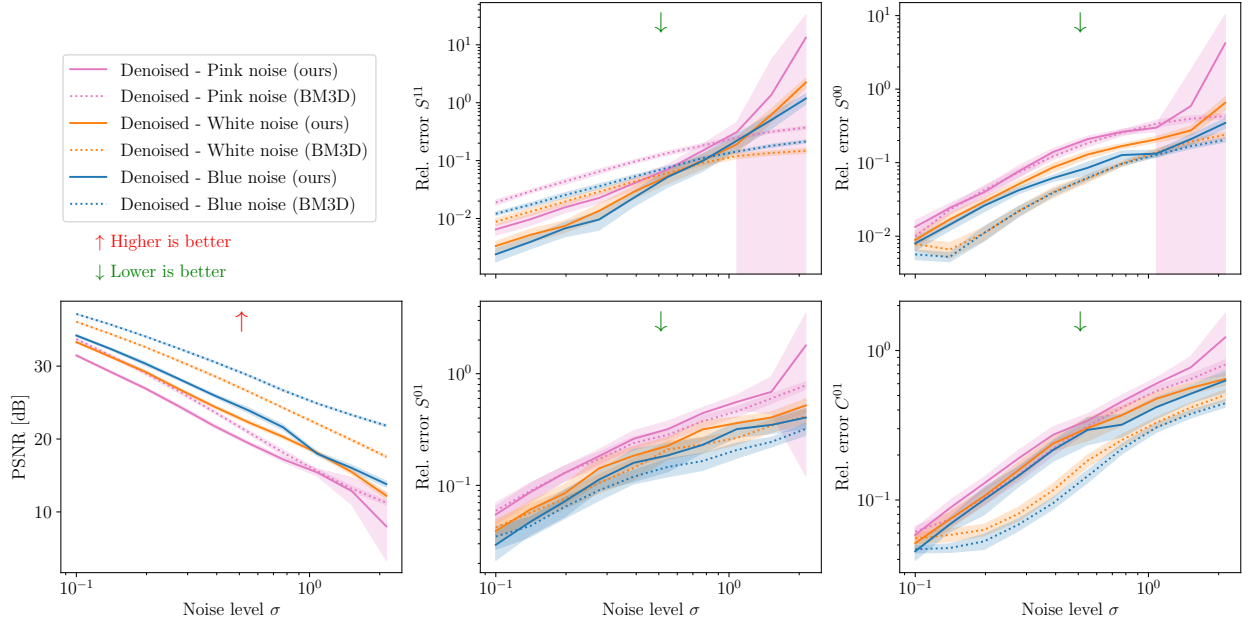 Denoised - Pink noise (ours)
Denoised - Pink noise (BM3D)
Denoised - White noise (ours)
Denoised - White noise (BM3D)
Denoised - Blue noise (ours)
Denoised - Blue noise (BM3D)
↑ Higher is better
↓ Lower is better
Rel. error S¹¹
10¹
10⁰
10⁻¹
10⁻²
↓
Rel. error S⁰⁰
10¹
10⁰
10⁻¹
10⁻²
↓
PSNR [dB]
30
20
10
↑
10⁻¹
10⁰
Noise level σ
Rel. error S⁰¹
10⁰
10⁻¹
↓
10⁻¹
10⁰
Noise level σ
Rel. error C⁰¹
10⁰
10⁻¹
↓
10⁻¹
10⁰
Noise level σ